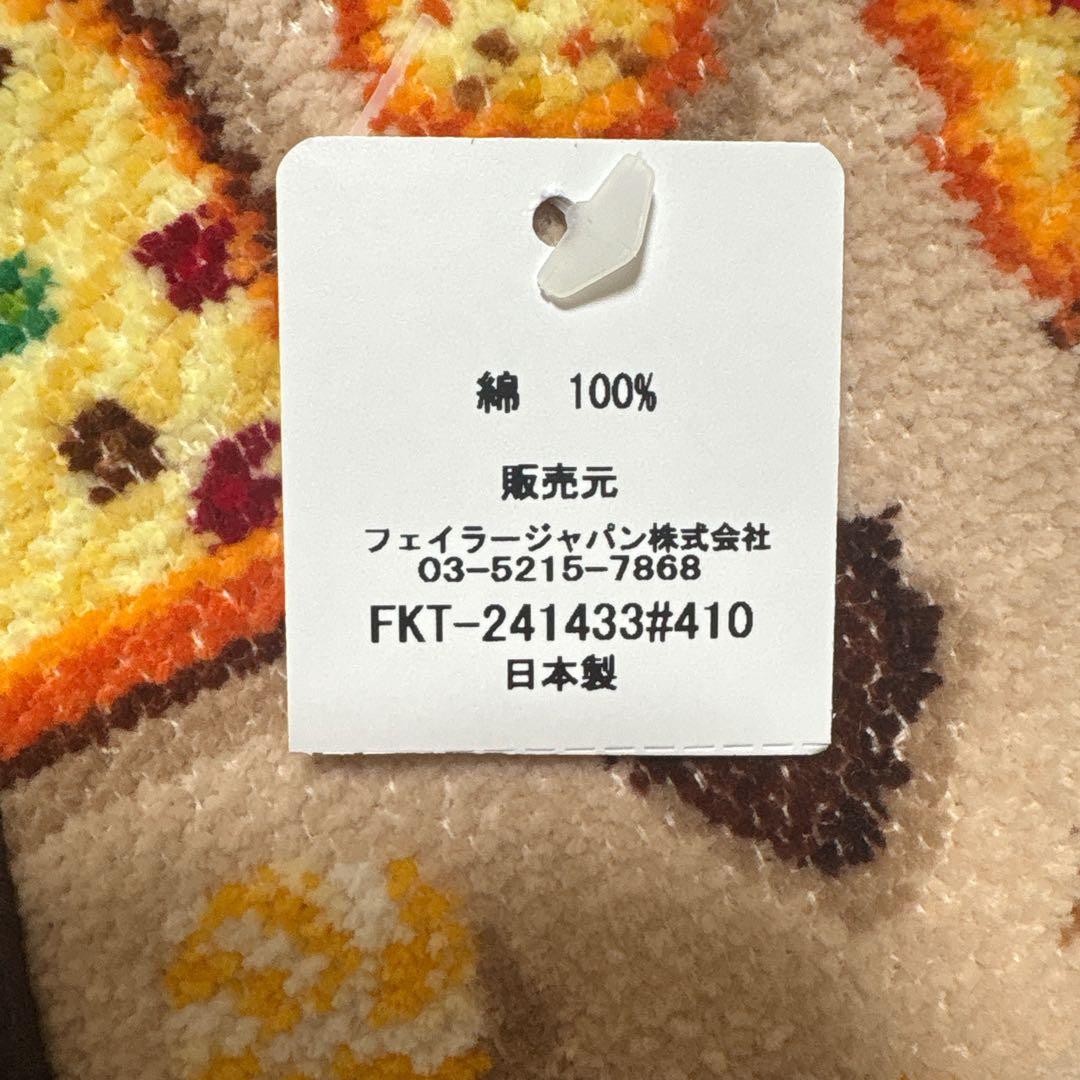 綿　100%
販売元
フェイラージャパン株式会社
03-5215-7868
FKT-241433#410
日本製